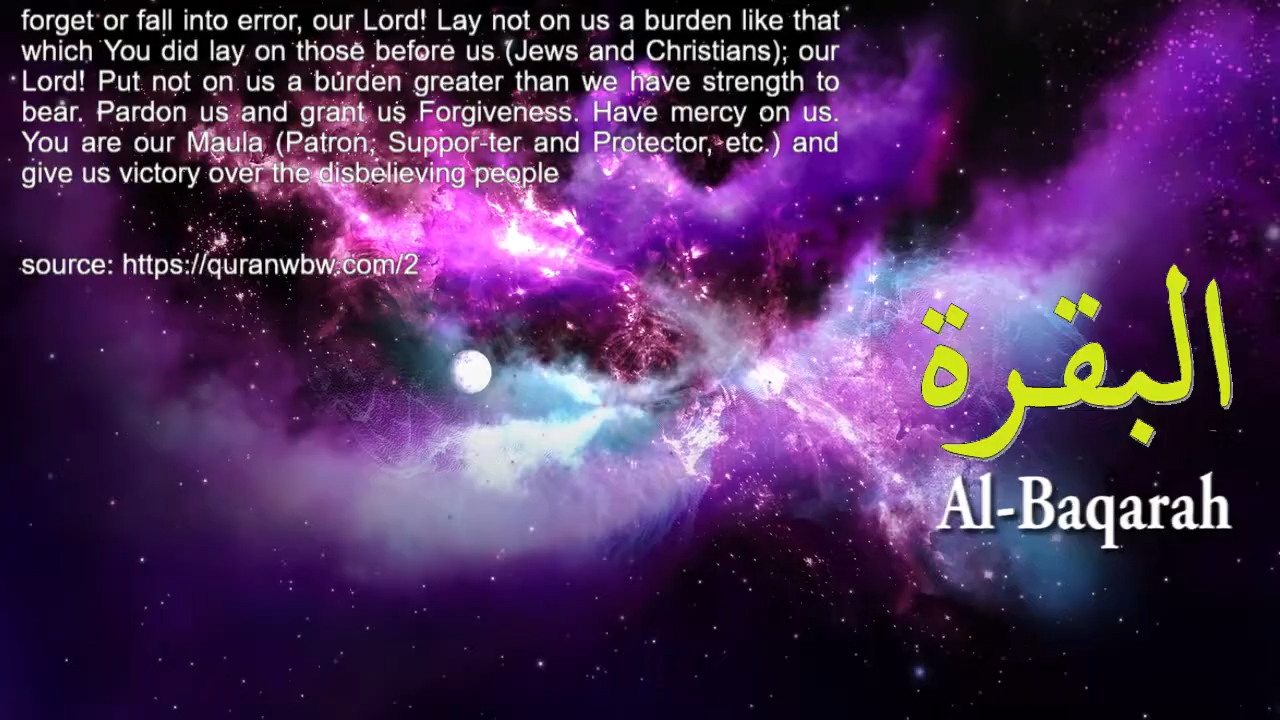 forget or fall into error, our Lord! Lay not on us a burden like that
which You did lay on those before us (Jews and Christians); our
Lord! Put not on us a burden greater than we have strength to
bear. Pardon us and grant us Forgiveness. Have mercy on us.
You are our Maula (Patron, Suppor-ter and Protector, etc.) and
give us victory over the disbelieving people
source: https://quranwbw.com/2
البقرة
Al-Baqarah